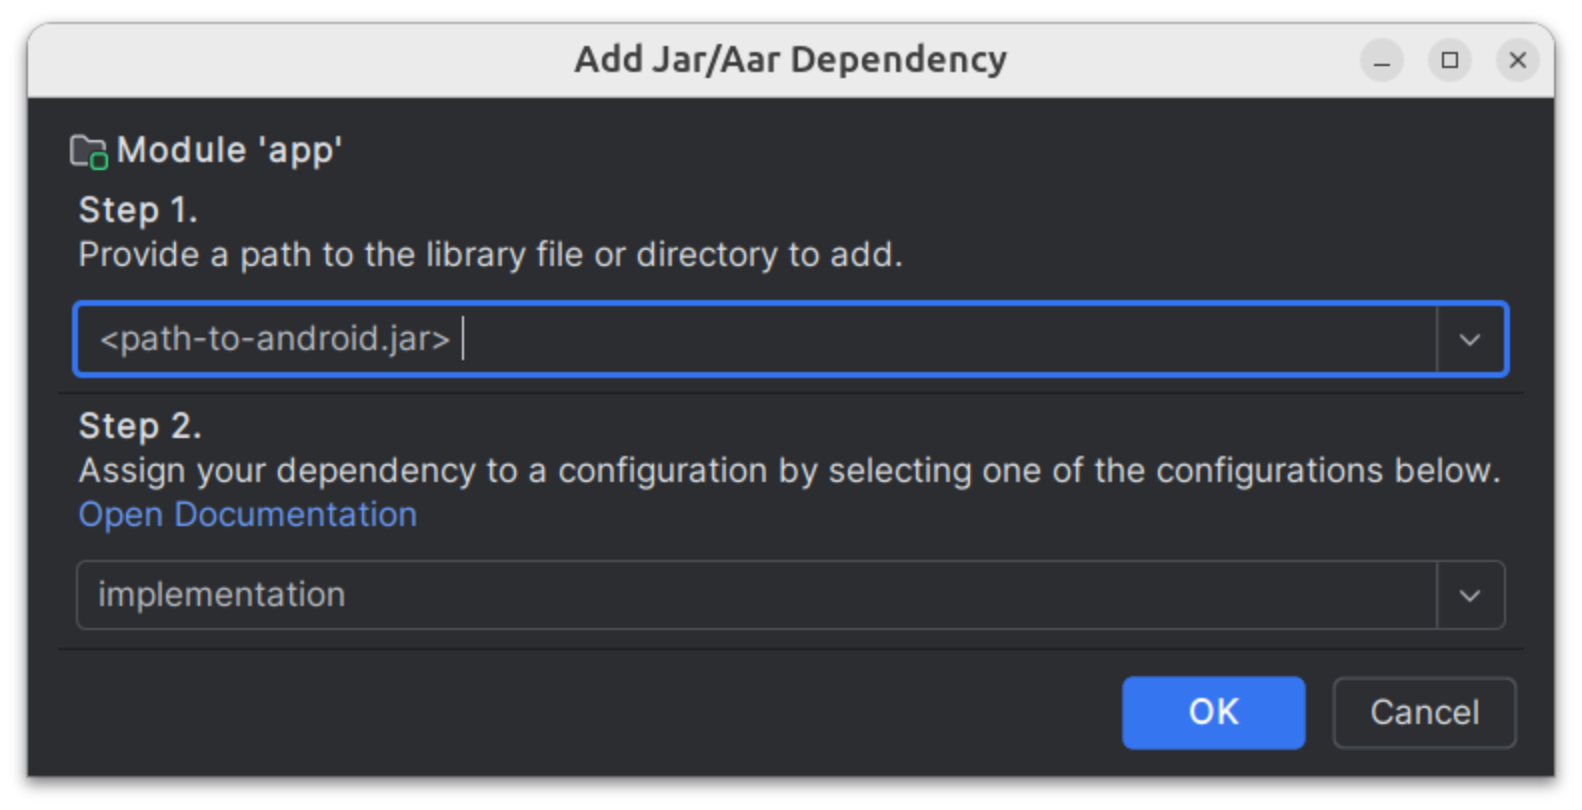 Add Jar/Aar Dependency
Module 'app'
Step 1.
Provide a path to the library file or directory to add.
<path-to-android.jar>
Step 2.
Assign your dependency to a configuration by selecting one of the configurations below.
Open Documentation
implementation
OK
Cancel